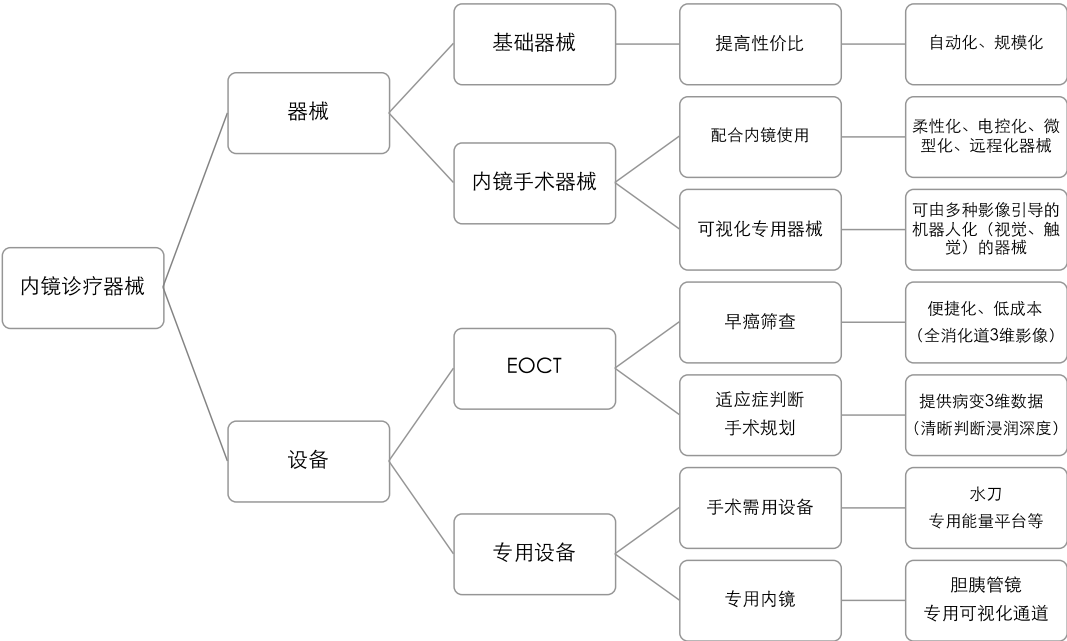 内镜诊疗器械
器械
基础器械
提高性价比
自动化、规模化
内镜手术器械
配合内镜使用
柔性化、电控化、微
型化、远程化器械
可视化专用器械
可由多种影像引导的
机器人化（视觉、触
觉）的器械
设备
EOCT
早癌筛查
便捷化、低成本
（全消化道3维影像）
适应症判断
手术规划
提供病变3维数据
（清晰判断浸润深度）
专用设备
手术需用设备
水刀
专用能量平台等
专用内镜
胆胰管镜
专用可视化通道